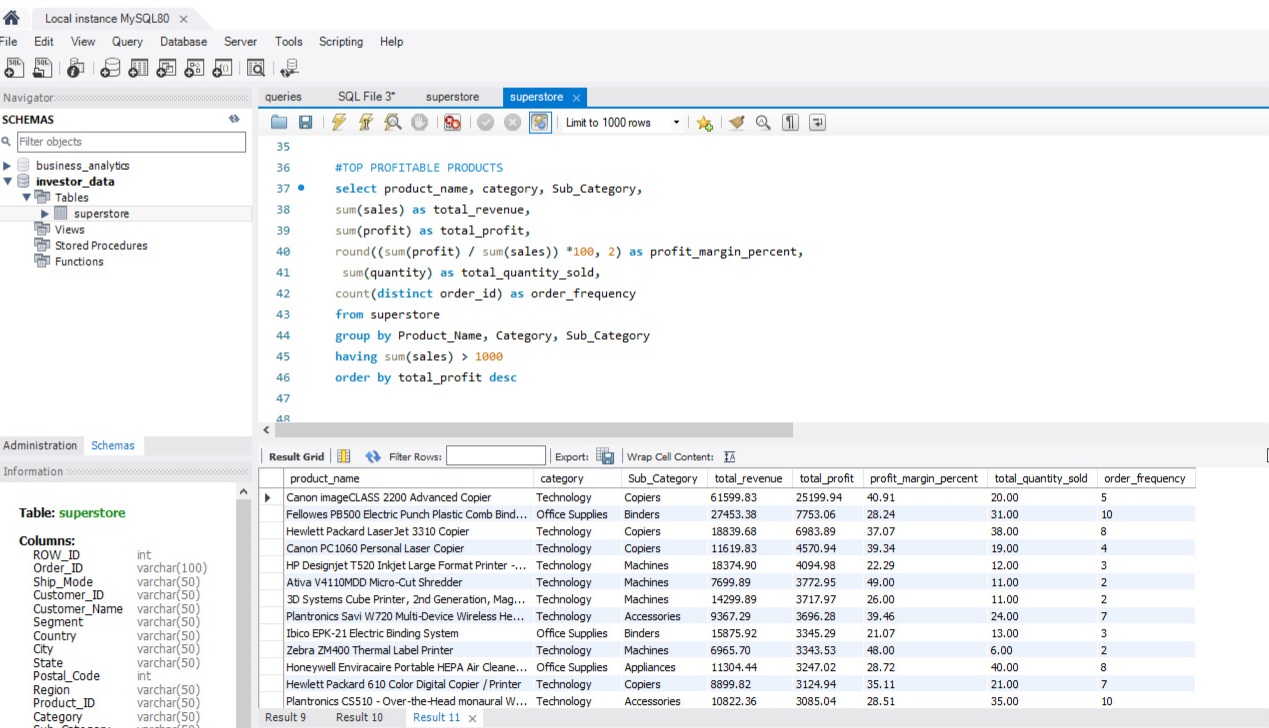 Local instance MySQL80
File Edit View Query Database Server Tools Scripting Help
Navigator
SCHEMAS
Filter objects
business_analytics
investor_data
Tables
superstore
Views
Stored Procedures
Functions
Administration Schemas
Information
Table: superstore
Columns:
ROW_ID int
Order_ID varchar(100)
Ship_Mode varchar(50)
Customer_ID varchar(50)
Customer_Name varchar(50)
Segment varchar(50)
Country varchar(50)
City varchar(50)
State varchar(50)
Postal_Code int
Region varchar(50)
Product_ID varchar(50)
Category varchar(50)
Sub_Category varchar(50)
queries SQL File 3* superstore superstore
Limit to 1000 rows
35
36 #TOP PROFITABLE PRODUCTS
37 select product_name, category, Sub_Category,
38 sum(sales) as total_revenue,
39 sum(profit) as total_profit,
40 round((sum(profit) / sum(sales)) *100, 2) as profit_margin_percent,
41 sum(quantity) as total_quantity_sold,
42 count(distinct order_id) as order_frequency
43 from superstore
44 group by Product_Name, Category, Sub_Category
45 having sum(sales) > 1000
46 order by total_profit desc
47
48
Result Grid Filter Rows: Export: Wrap Cell Content:
product_name category Sub_Category total_revenue total_profit profit_margin_percent total_quantity_sold order_frequency
Canon imageCLASS 2200 Advanced Copier Technology Copiers 61599.83 25199.94 40.91 20.00 5
Fellowes PB500 Electric Punch Plastic Comb Bind... Office Supplies Binders 27453.38 7753.06 28.24 31.00 10
Hewlett Packard LaserJet 3310 Copier Technology Copiers 18839.68 6983.89 37.07 38.00 8
Canon PC1060 Personal Laser Copier Technology Copiers 11619.83 4570.94 39.34 19.00 4
HP Designjet T520 Inkjet Large Format Printer -... Technology Machines 18374.90 4094.98 22.29 12.00 3
Ativa V4110MDD Micro-Cut Shredder Technology Machines 7699.89 3772.95 49.00 11.00 2
3D Systems Cube Printer, 2nd Generation, Mag... Technology Machines 14299.89 3717.97 26.00 11.00 2
Plantronics Savi W720 Multi-Device Wireless He... Technology Accessories 9367.29 3696.28 39.46 24.00 7
Ibico EPK-21 Electric Binding System Office Supplies Binders 15875.92 3345.29 21.07 13.00 3
Zebra ZM400 Thermal Label Printer Technology Machines 6965.70 3343.53 48.00 6.00 2
Honeywell Enviracaire Portable HEPA Air Cleane... Office Supplies Appliances 11304.44 3247.02 28.72 40.00 8
Hewlett Packard 610 Color Digital Copier / Printer Technology Copiers 8899.82 3124.94 35.11 21.00 7
Plantronics CS510 - Over-the-Head monaural W... Technology Accessories 10822.36 3085.04 28.51 35.00 10
Result 9 Result 10 Result 11